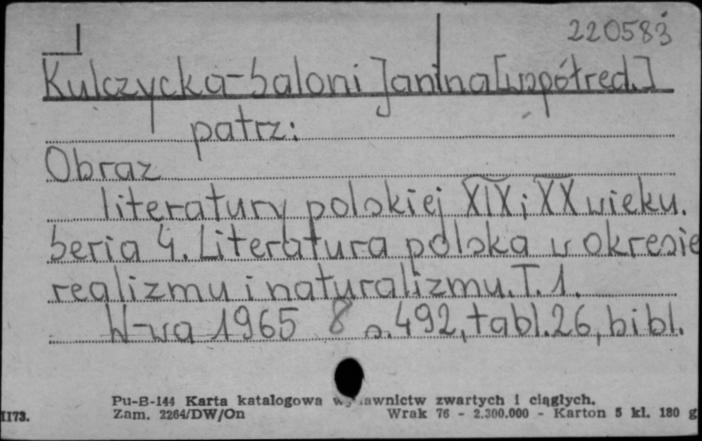 220583
Kulczycka-Saloni Janina [współred.]
patrz:
Obraz
literatury polskiej XIX i XX wieku.
Seria 4. Literatura polska w okresie
realizmu i naturalizmu. T. 1.
W-wa 1965 8 s. 492, tabl. 26, bibl.
Pu-B-144 Karta katalogowa wydawnictw zwartych i ciągłych.
1173. Zam. 2264/DW/On Wrak 76 - 2.300.000 - Karton 5 kl. 180 g